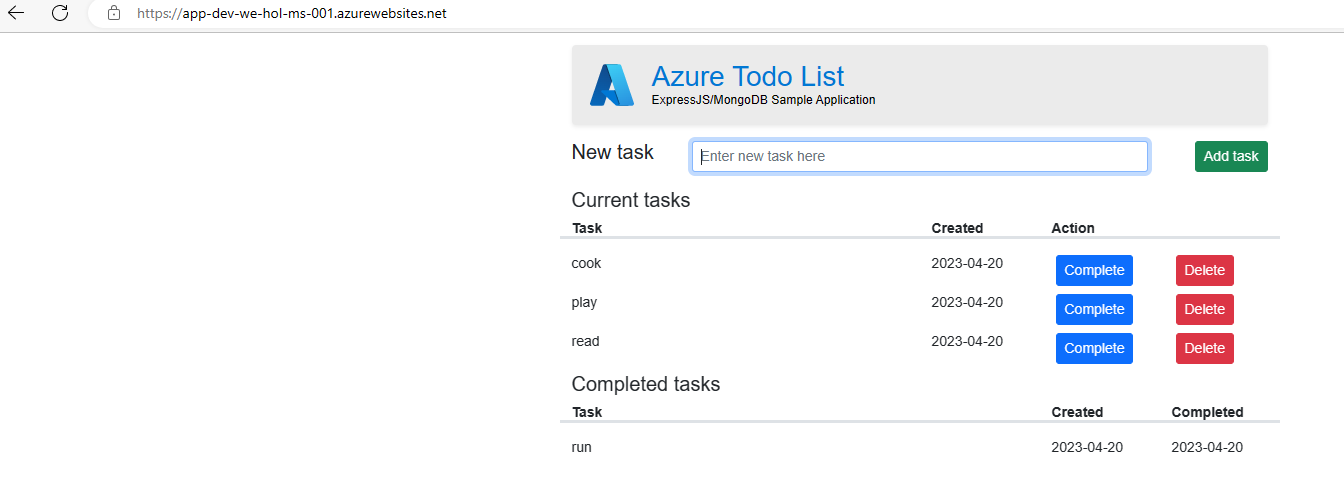 https://app-dev-we-hol-ms-001.azurewebsites.net
Azure Todo List
ExpressJS/MongoDB Sample Application
New task Enter new task here Add task
Current tasks
Task Created Action
cook 2023-04-20 Complete Delete
play 2023-04-20 Complete Delete
read 2023-04-20 Complete Delete
Completed tasks
Task Created Completed
run 2023-04-20 2023-04-20